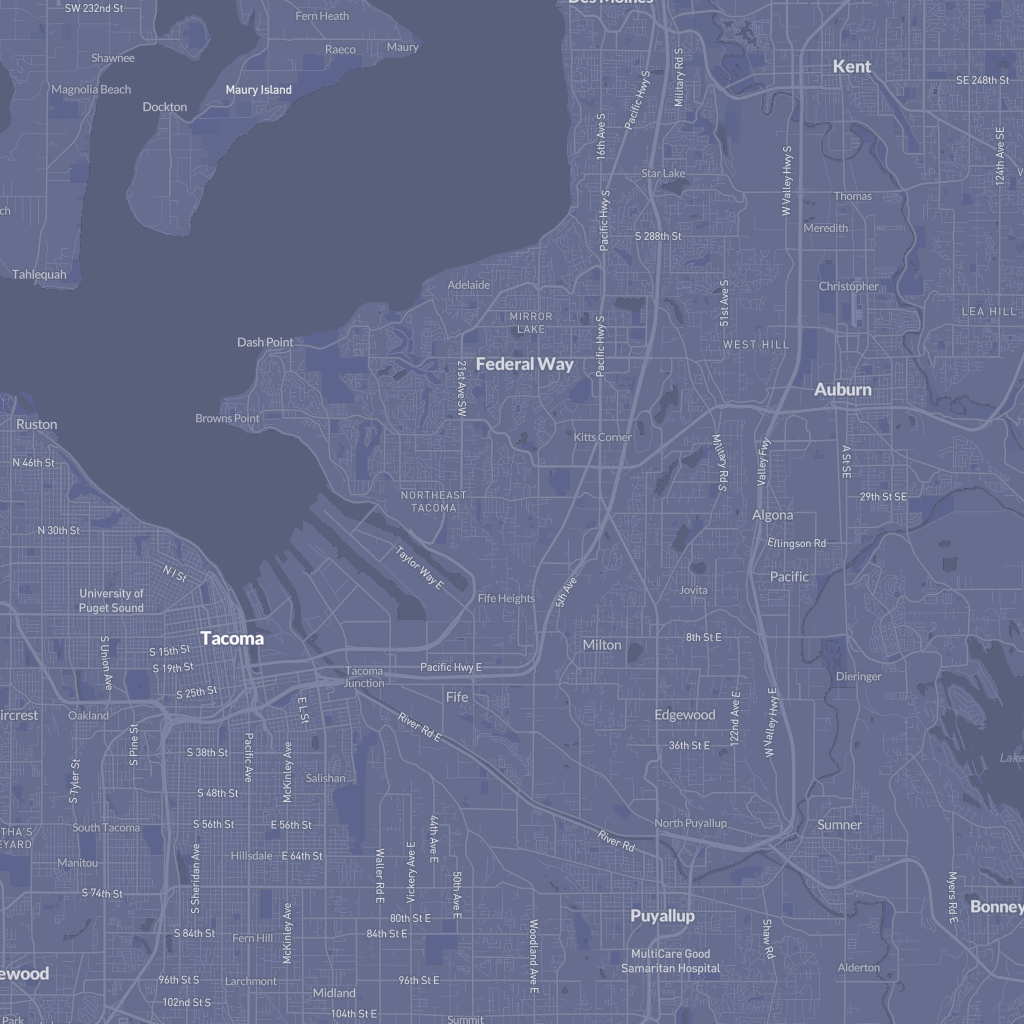 Des Moines
SW 232nd St
Fern Heath
Maury
Raeco
Shawnee
Kent
SE 248th St
Magnolia Beach
Maury Island
Dockton
Military Rd S
Pacific Hwy S
16th Ave S
124th Ave SE
W Valley Hwy S
Star Lake
Thomas
Pacific Hwy S
Meredith
S 288th St
Tahlequah
Adelaide
Christopher
51st Ave S
MIRROR
LAKE
LEA HILL
Dash Point
WEST HILL
Pacific Hwy S
Federal Way
21st Ave SW
Auburn
Browns Point
Ruston
Kitts Corner
N 46th St
Military Rd S
Valley Fwy
A St SE
NORTHEAST
TACOMA
29th St SE
N 30th St
Algona
Ellingson Rd
Taylor Way E
N I St
Pacific
5th Ave
Jovita
University of
Puget Sound
Fife Heights
Tacoma
8th St E
Milton
S 15th St
S Union Ave
S 19th St
Pacific Hwy E
Tacoma
Junction
Dieringer
S 25th St
Fife
E L St
Edgewood
122nd Ave E
W Valley Hwy E
ircrest
Oakland
River Rd E
S Pine St
36th St E
S 38th St
Pacific Ave
McKinley Ave
Lake
S Tyler St
Salishan
S 48th St
S 56th St
E 56th St
44th Ave E
North Puyallup
Sumner
South Tacoma
THA'S
EYARD
River Rd
Hillsdale
E 64th St
Manitou
S Sheridan Ave
Waller Rd E
Vickery Ave E
50th Ave E
S 74th St
Myers Rd E
Bonney
80th St E
Puyallup
84th St E
S 84th St
Fern Hill
McKinley Ave
Woodland Ave E
Shaw Rd
MultiCare Good
Samaritan Hospital
Alderton
ewood
96th St S
Larchmont
96th St E
Midland
102nd St S
104th St E
Park
Summit